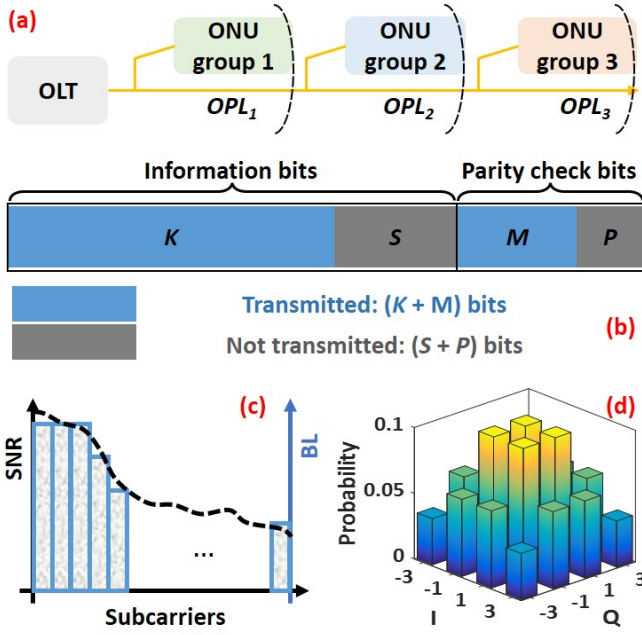 (a)
ONU group 1
ONU group 2
ONU group 3
OLT
OPL1
OPL2
OPL3
Information bits
Parity check bits
K
S
M
P
Transmitted: (K + M) bits
(b)
Not transmitted: (S + P) bits
(c)
SNR
BL
...
Subcarriers
(d)
Probability
0.1
0.05
0
-3
-1
1
3
I
-3
-1
1
3
Q